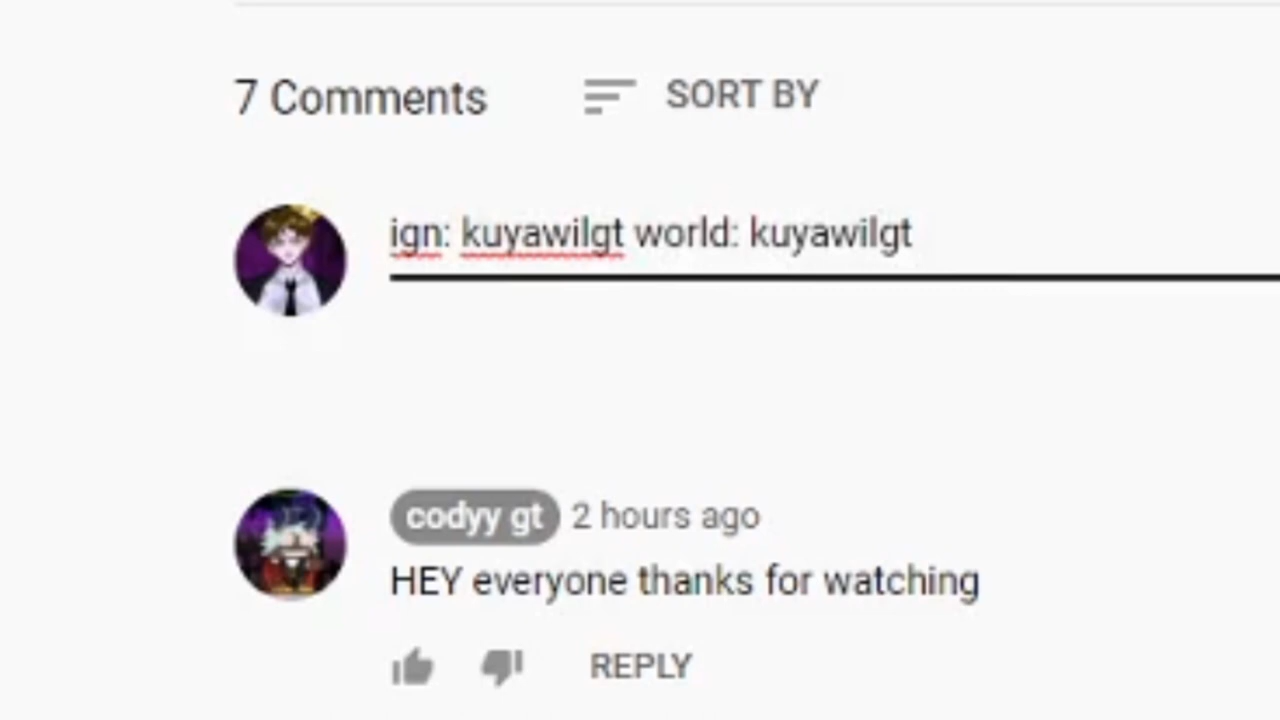 7 Comments SORT BY
ign: kuyawilgt world: kuyawilgt
codyy gt 2 hours ago
HEY everyone thanks for watching
REPLY